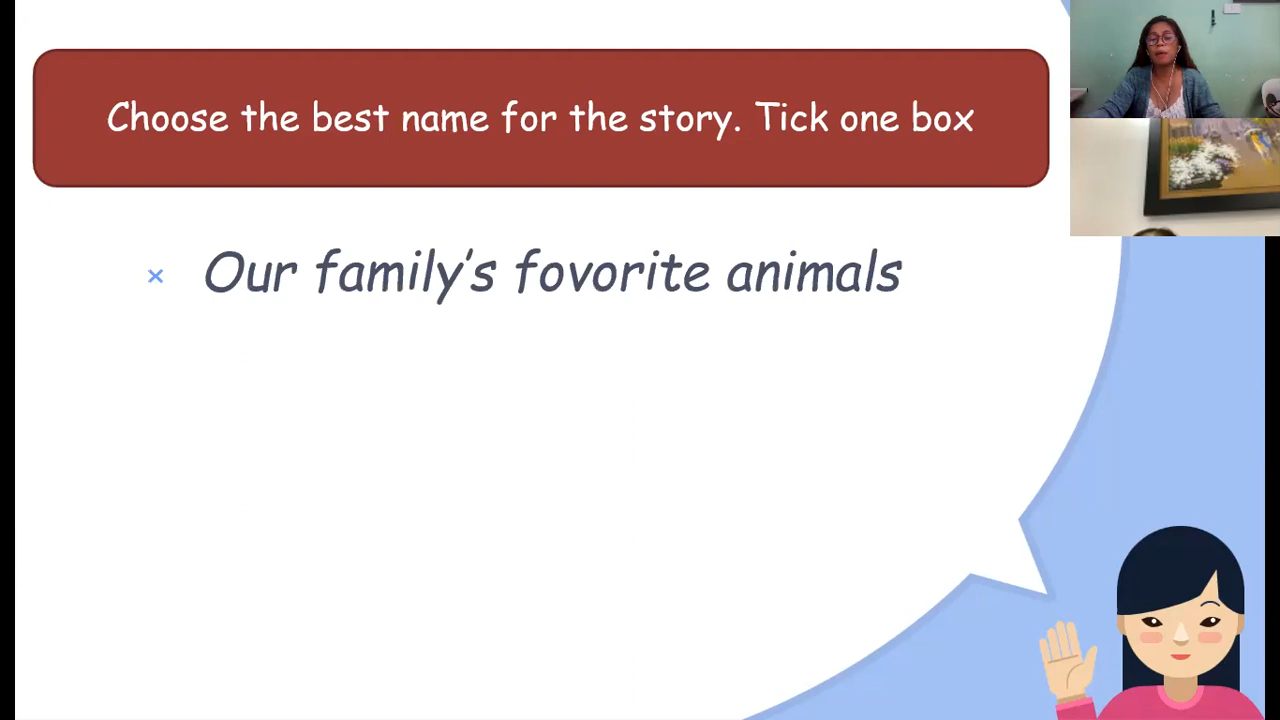 Choose the best name for the story. Tick one box
× Our family's fovorite animals